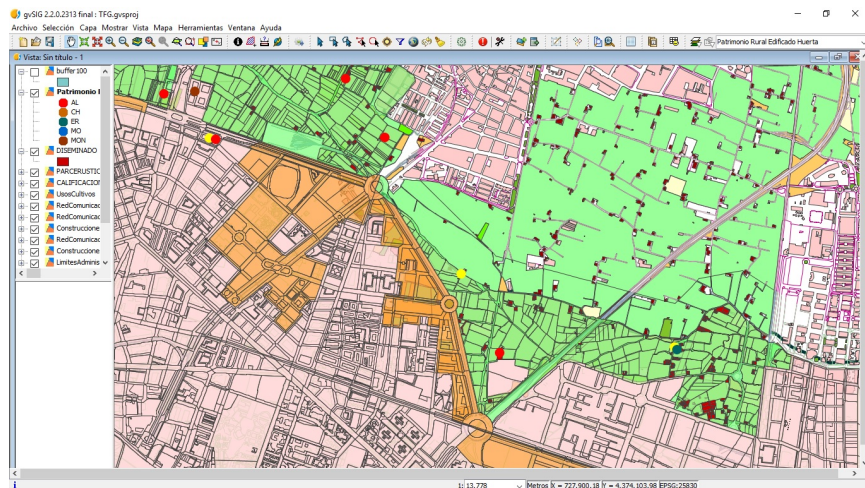 gvSIG 2.2.0.2313 final : TFG.gvsproj
Archivo Selección Capa Mostrar Vista Mapa Herramientas Ventana Ayuda
Patrimonio Rural Edificado Huerta
Vista: Sin título - 1
buffer 100
Patrimonio I
AL
CH
ER
MO
MON
DISEMINADO
PARCERUSTIC
CALIFICACIOI
UsosCultivos
RedComunicac
RedComunicac
Construccione
RedComunicac
Construccione
LimitesAdminis
1: 13.778 Metros X = 727.900,18 Y = 4.374.103,98 EPSG:25830